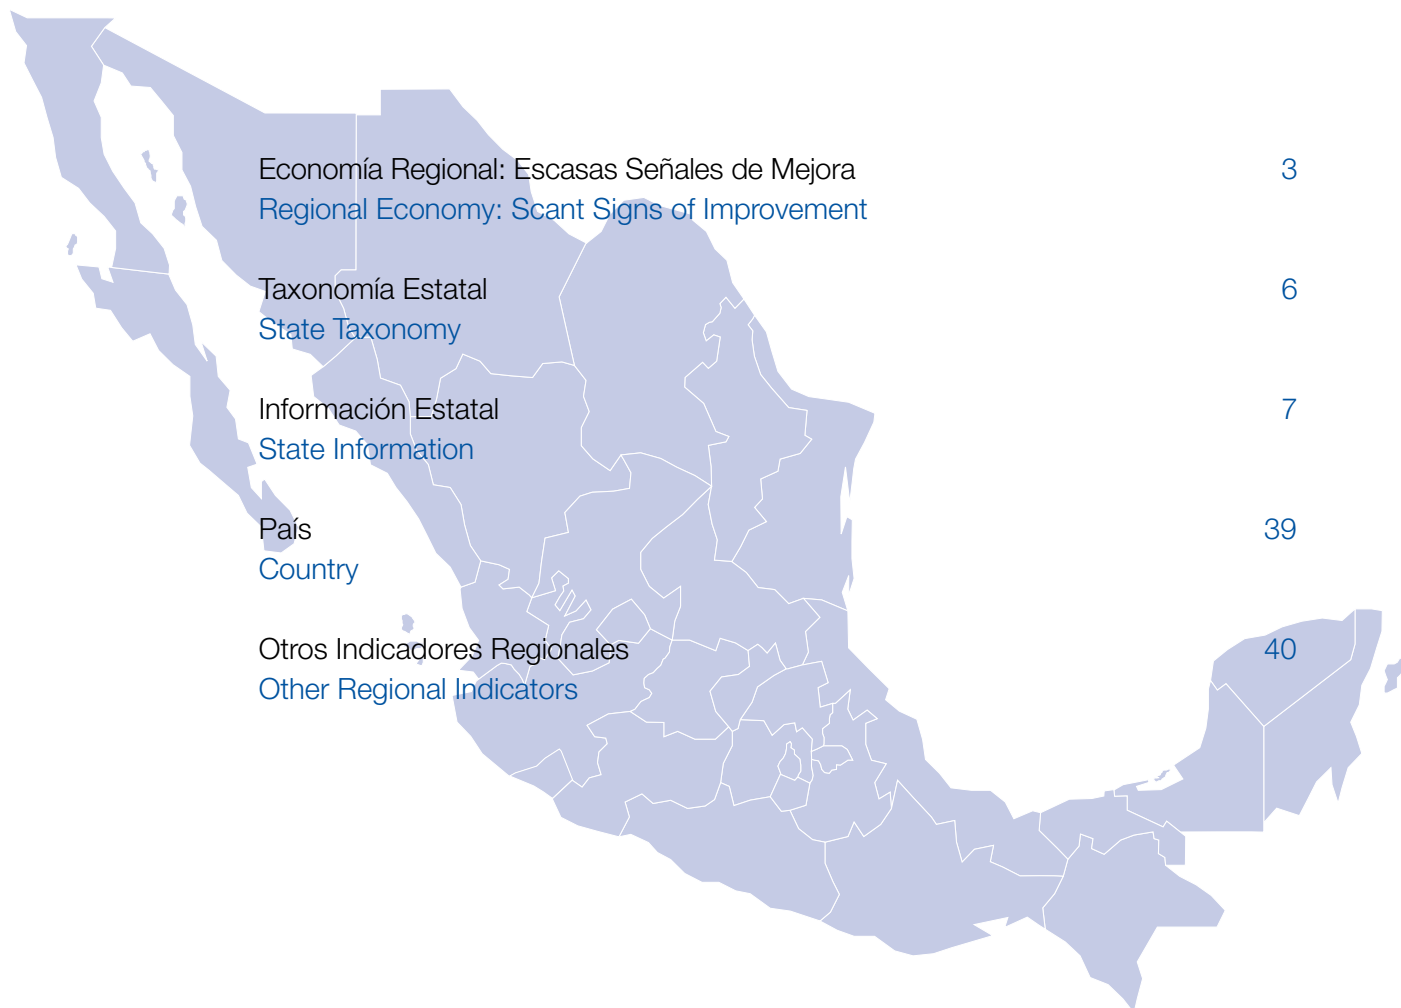 Economía Regional: Escasas Señales de Mejora 3
Regional Economy: Scant Signs of Improvement
Taxonomía Estatal 6
State Taxonomy
Información Estatal 7
State Information
País 39
Country
Otros Indicadores Regionales 40
Other Regional Indicators